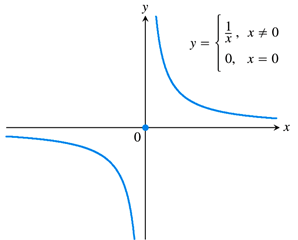 y
y = { 1/x, x ≠ 0
0, x = 0
x
0